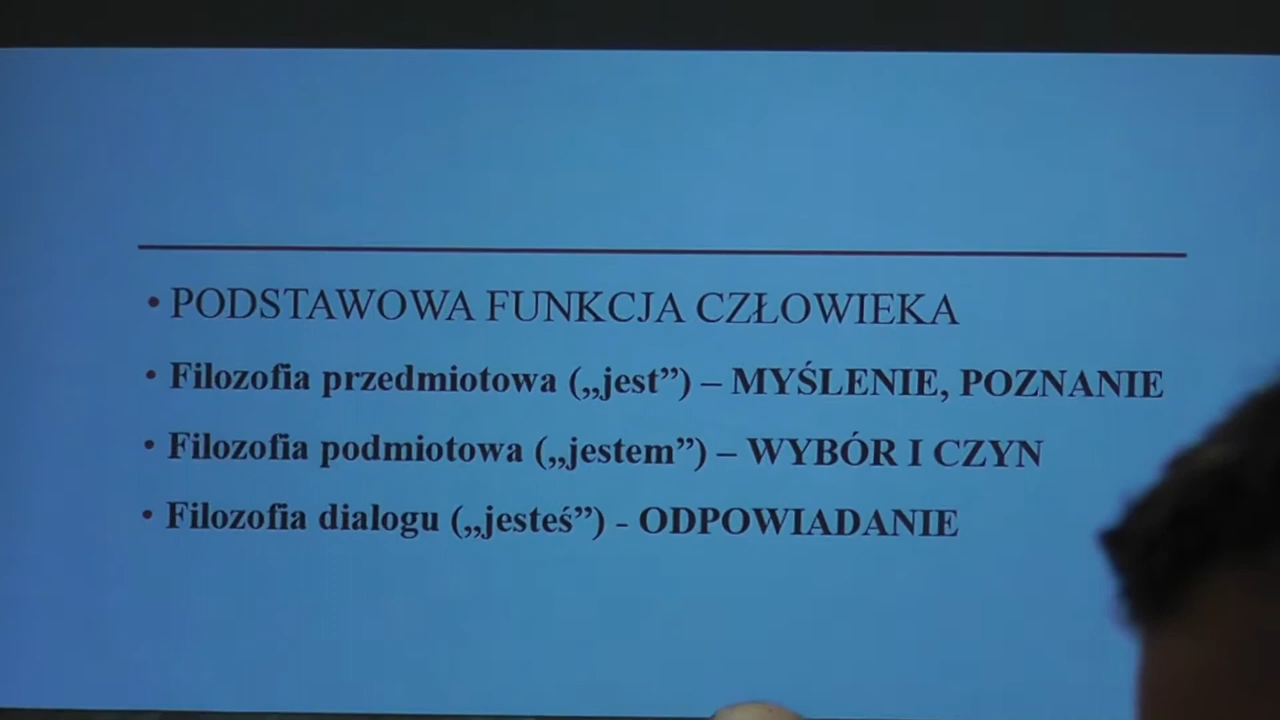 • PODSTAWOWA FUNKCJA CZŁOWIEKA
• Filozofia przedmiotowa („jest”) – MYŚLENIE, POZNANIE
• Filozofia podmiotowa („jestem”) – WYBÓR I CZYN
• Filozofia dialogu („jesteś”) - ODPOWIADANIE